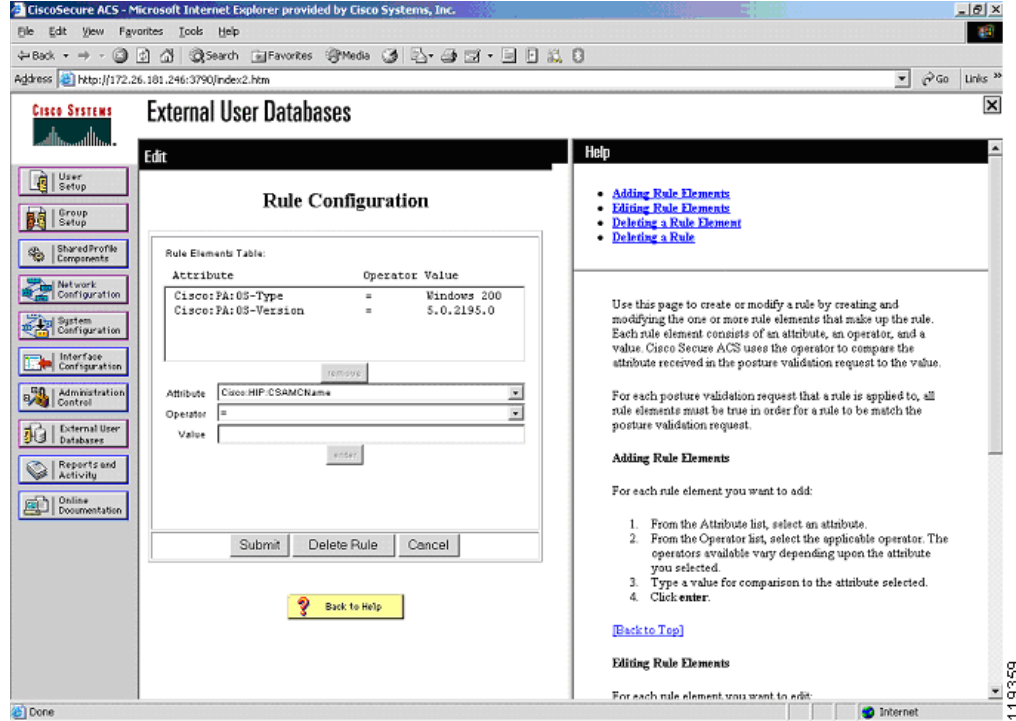 CiscoSecure ACS - Microsoft Internet Explorer provided by Cisco Systems, Inc.
File Edit View Favorites Tools Help
Back Search Favorites Media
Address http://172.26.181.246:3790/index2.htm Go Links »
CISCO SYSTEMS
External User Databases
Edit
User Setup
Group Setup
Shared Profile Components
Network Configuration
System Configuration
Interface Configuration
Administration Control
External User Databases
Reports and Activity
Online Documentation
Rule Configuration
Rule Elements Table:
Attribute Operator Value
Cisco:PA:OS-Type = Windows 200
Cisco:PA:OS-Version = 5.0.2195.0
remove
Attribute Cisco:HIP:CSAMCName
Operator =
Value
enter
Submit Delete Rule Cancel
? Back to Help
Help
• Adding Rule Elements
• Editing Rule Elements
• Deleting a Rule Element
• Deleting a Rule
Use this page to create or modify a rule by creating and
modifying the one or more rule elements that make up the rule.
Each rule element consists of an attribute, an operator, and a
value. Cisco Secure ACS uses the operator to compare the
attribute received in the posture validation request to the value.
For each posture validation request that a rule is applied to, all
rule elements must be true in order for a rule to be match the
posture validation request.
Adding Rule Elements
For each rule element you want to add:
1. From the Attribute list, select an attribute.
2. From the Operator list, select the applicable operator. The
operators available vary depending upon the attribute
you selected.
3. Type a value for comparison to the attribute selected.
4. Click enter.
[Back to Top]
Editing Rule Elements
For each rule element you want to edit:
Done
Internet
119359